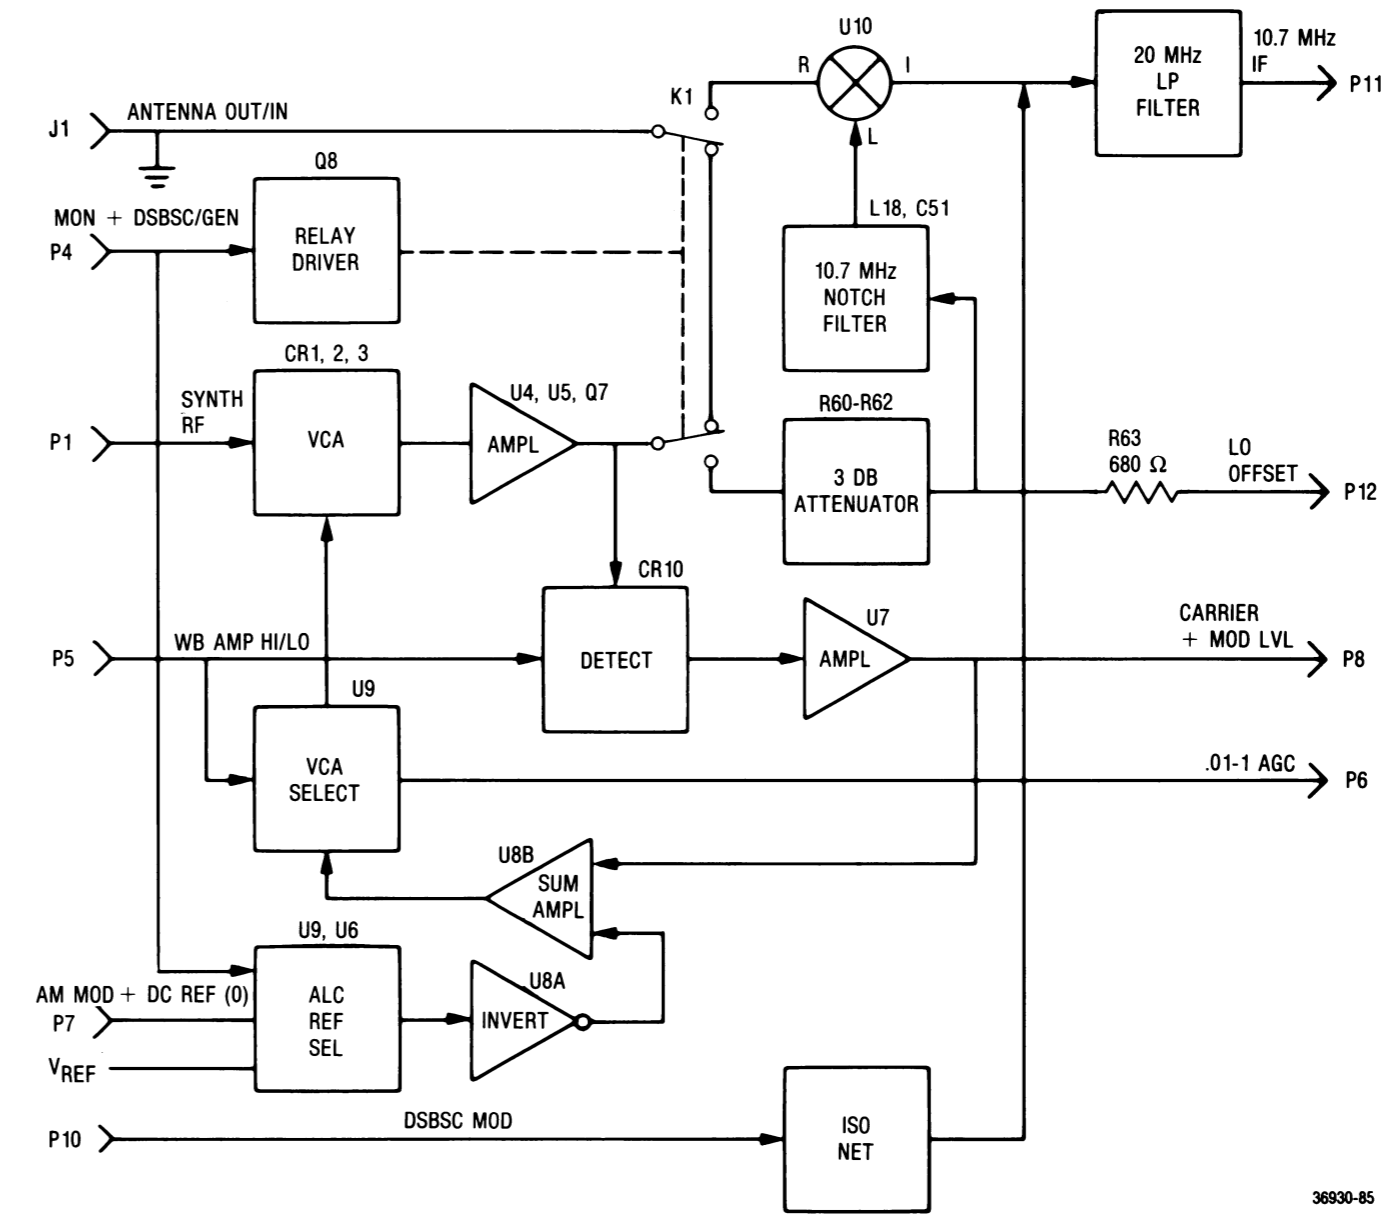 U10
R
I
L
20 MHz
LP
FILTER
10.7 MHz
IF
P11
K1
J1
ANTENNA OUT/IN
Q8
RELAY
DRIVER
MON + DSBSC/GEN
P4
L18, C51
10.7 MHz
NOTCH
FILTER
CR1, 2, 3
VCA
SYNTH
RF
P1
U4, U5, Q7
AMPL
R60-R62
3 DB
ATTENUATOR
R63
680 Ω
LO
OFFSET
P12
CR10
DETECT
P5
WB AMP HI/LO
U7
AMPL
CARRIER
+ MOD LVL
P8
U9
VCA
SELECT
.01-1 AGC
P6
U8B
SUM
AMPL
U9, U6
ALC
REF
SEL
AM MOD + DC REF (0)
P7
VREF
U8A
INVERT
P10
DSBSC MOD
ISO
NET
36930-85